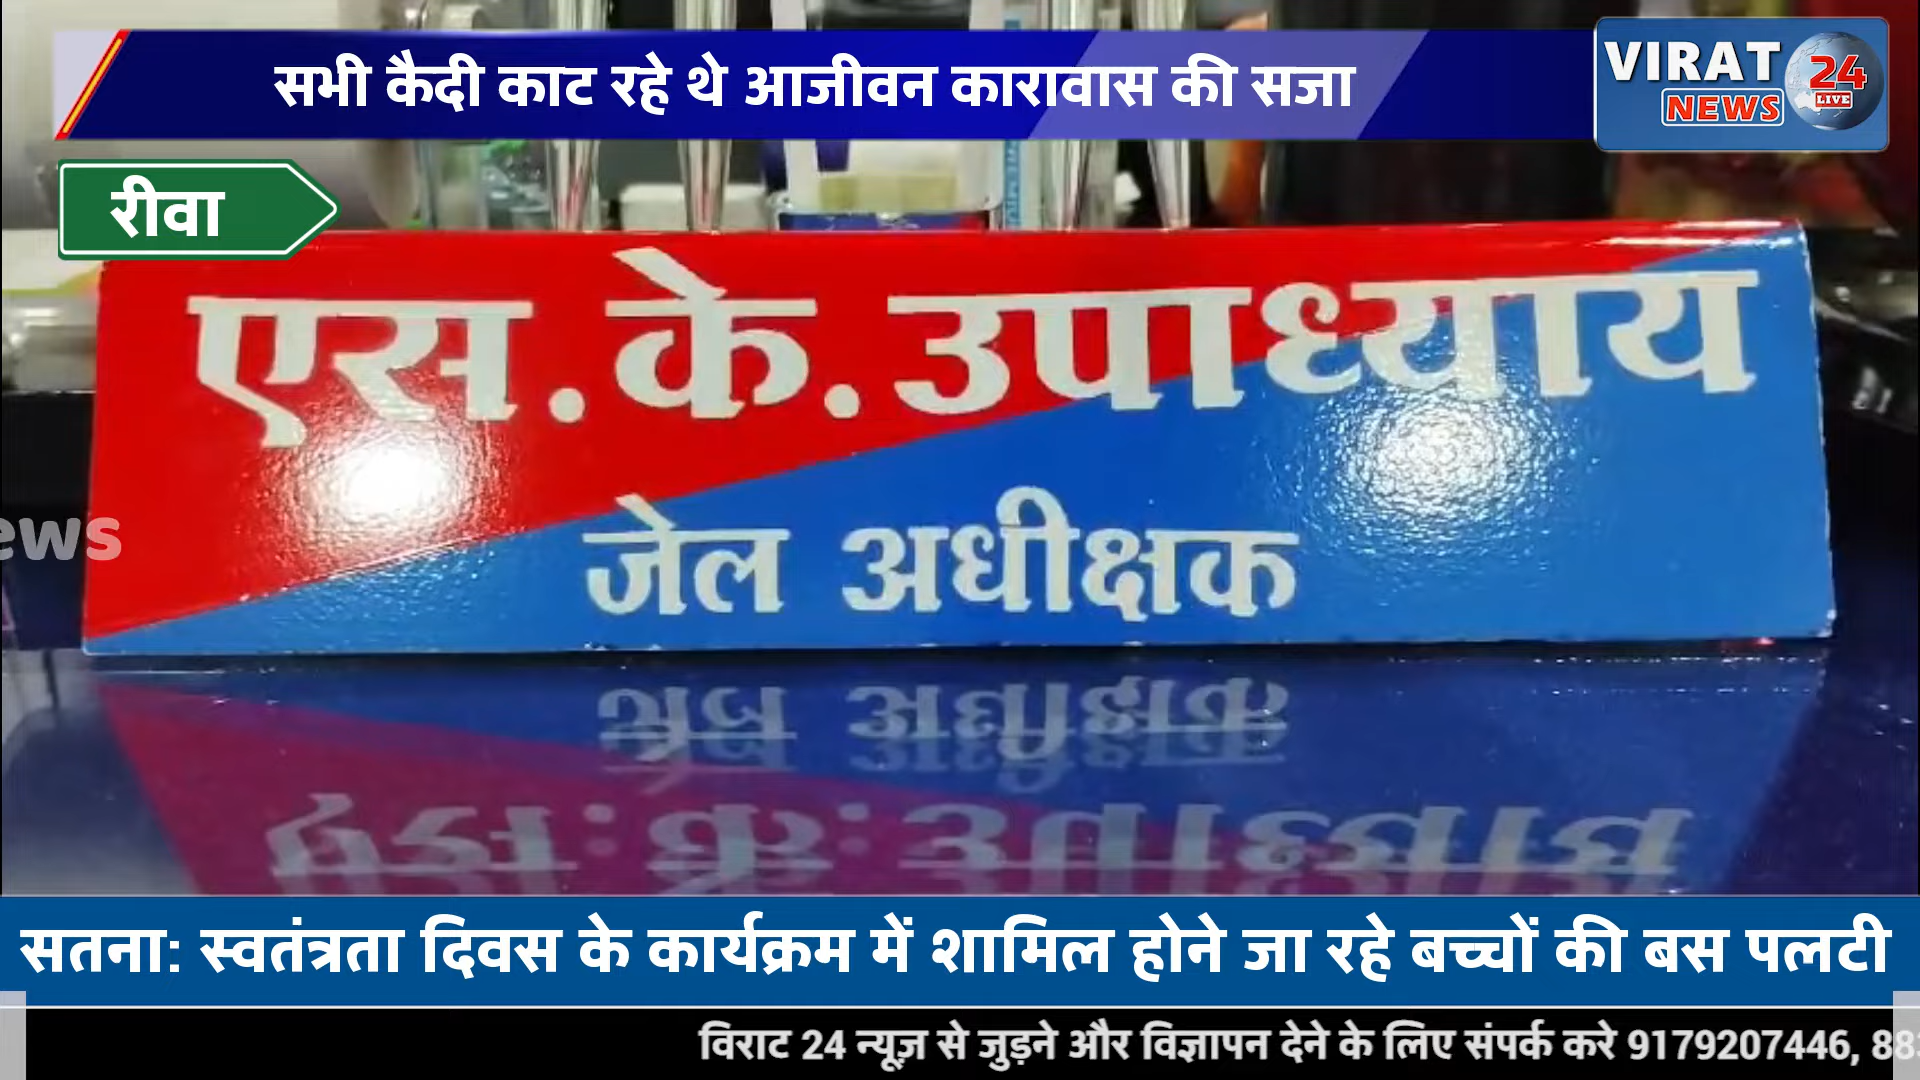 सभी कैदी काट रहे थे आजीवन कारावास की सजा
VIRAT
24
LIVE
NEWS
रीवा
एस.के.उपाध्याय
जेल अधीक्षक
ews
सतना: स्वतंत्रता दिवस के कार्यक्रम में शामिल होने जा रहे बच्चों की बस पलटी
विराट 24 न्यूज़ से जुड़ने और विज्ञापन देने के लिए संपर्क करे 9179207446, 88